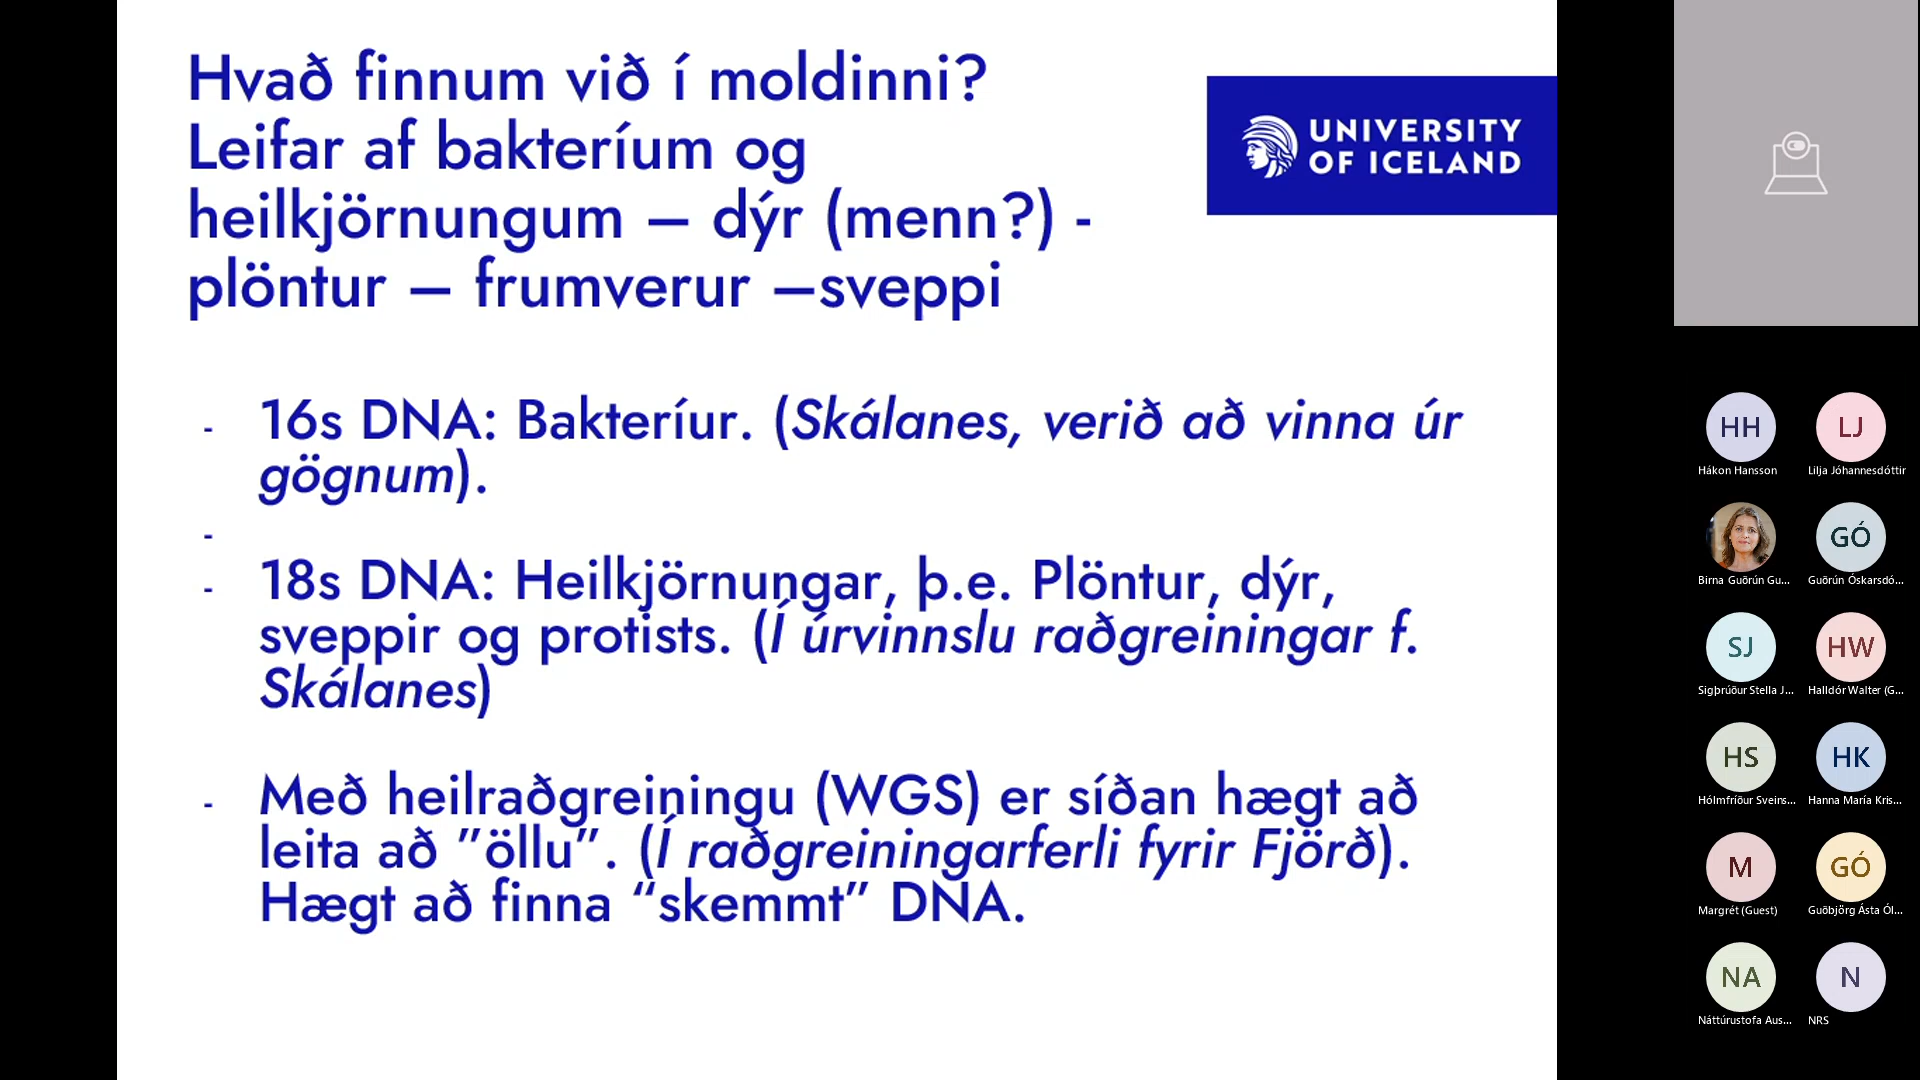 Hvað finnum við í moldinni?
Leifar af bakteríum og
heilkjörnungum – dýr (menn?) -
plöntur – frumverur –sveppi
UNIVERSITY
OF ICELAND
- 16s DNA: Bakteríur. (Skálanes, verið að vinna úr
gögnum).
-
- 18s DNA: Heilkjörnungar, þ.e. Plöntur, dýr,
sveppir og protists. (Í úrvinnslu raðgreiningar f.
Skálanes)
- Með heilraðgreiningu (WGS) er síðan hægt að
leita að ”öllu”. (Í raðgreiningarferli fyrir Fjörð).
Hægt að finna “skemmt” DNA.
HH
Hákon Hansson
LJ
Lilja Jóhannesdóttir
Birna Guðrún Gu...
GÓ
Guðrún Óskarsdó...
SJ
Sigþrúður Stella J...
HW
Halldór Walter (G...
HS
Hólmfríður Sveins...
HK
Hanna María Kris...
M
Margrét (Guest)
GÓ
Guðbjörg Ásta Ól...
NA
Náttúrustofa Aus...
N
NRS